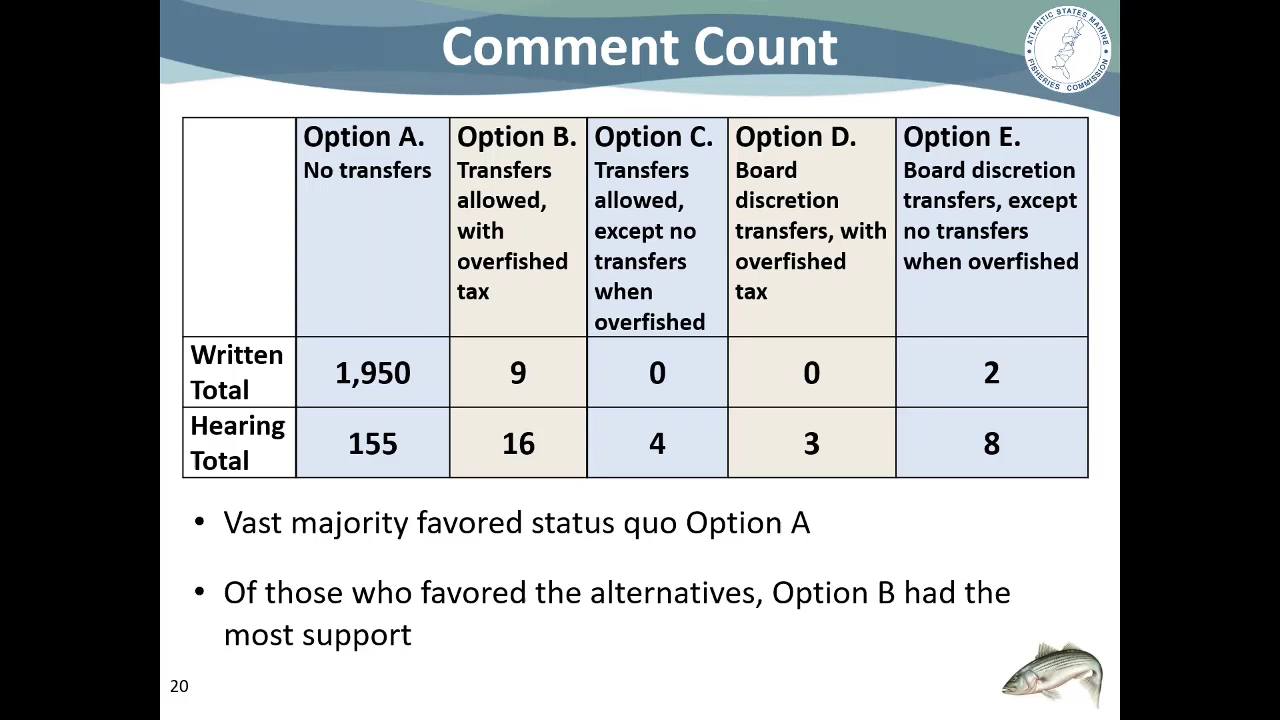 Comment Count
ATLANTIC STATES MARINE
FISHERIES COMMISSION
Option A.
No transfers
Option B.
Transfers
allowed,
with
overfished
tax
Option C.
Transfers
allowed,
except no
transfers
when
overfished
Option D.
Board
discretion
transfers, with
overfished
tax
Option E.
Board discretion
transfers, except
no transfers
when overfished
Written
Total
1,950
9
0
0
2
Hearing
Total
155
16
4
3
8
• Vast majority favored status quo Option A
• Of those who favored the alternatives, Option B had the
most support
20